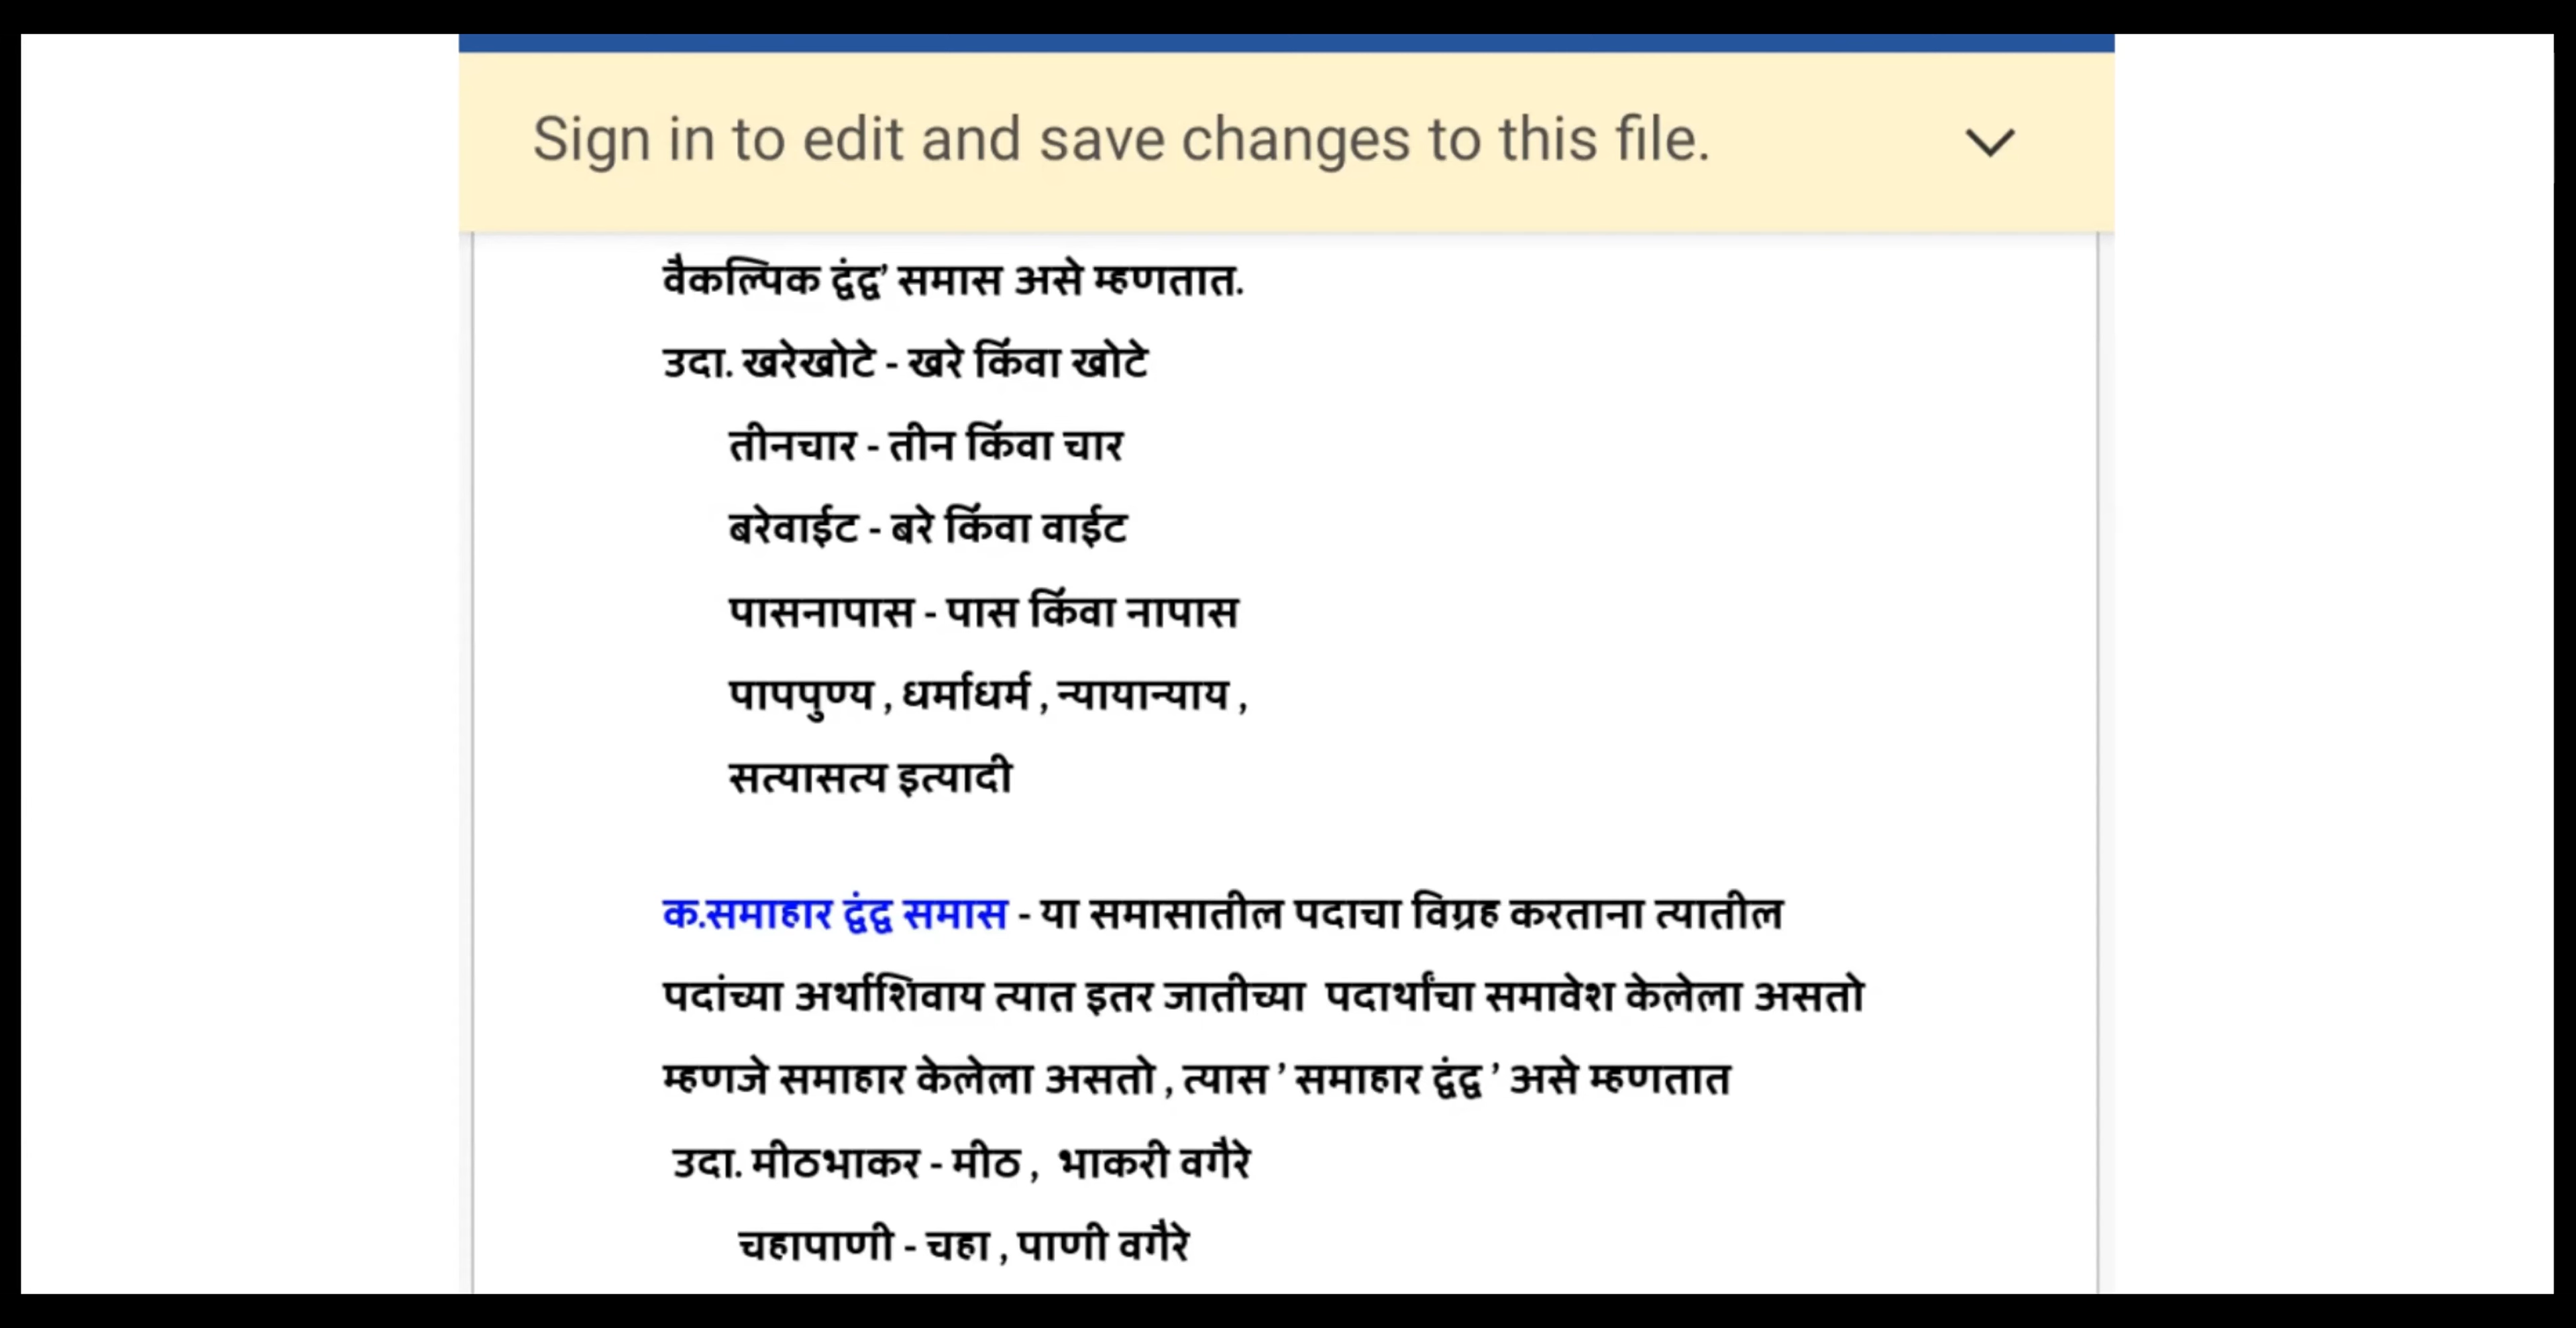 Sign in to edit and save changes to this file.
वैकल्पिक द्वंद्व’ समास असे म्हणतात.
उदा. खरेखोटे - खरे किंवा खोटे
तीनचार - तीन किंवा चार
बरेवाईट - बरे किंवा वाईट
पासनापास - पास किंवा नापास
पापपुण्य , धर्माधर्म , न्यायान्याय ,
सत्यासत्य इत्यादी
क.समाहार द्वंद्व समास - या समासातील पदाचा विग्रह करताना त्यातील
पदांच्या अर्थाशिवाय त्यात इतर जातीच्या पदार्थांचा समावेश केलेला असतो
म्हणजे समाहार केलेला असतो , त्यास ’ समाहार द्वंद्व ’ असे म्हणतात
उदा. मीठभाकर - मीठ , भाकरी वगैरे
चहापाणी - चहा , पाणी वगैरे